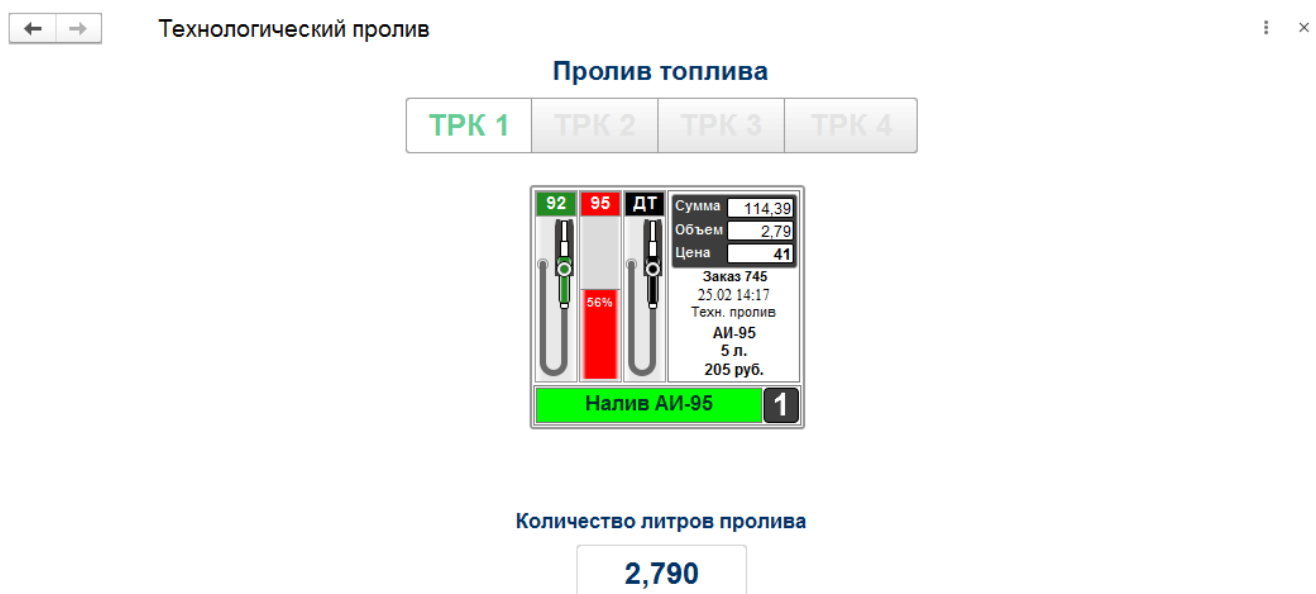 Технологический пролив
Пролив топлива
ТРК 1 ТРК 2 ТРК 3 ТРК 4
92 95 ДТ
Сумма 114,39
Объем 2,79
Цена 41
Заказ 745
25.02 14:17
Техн. пролив
56%
АИ-95
5 л.
205 руб.
Налив АИ-95 1
Количество литров пролива
2,790